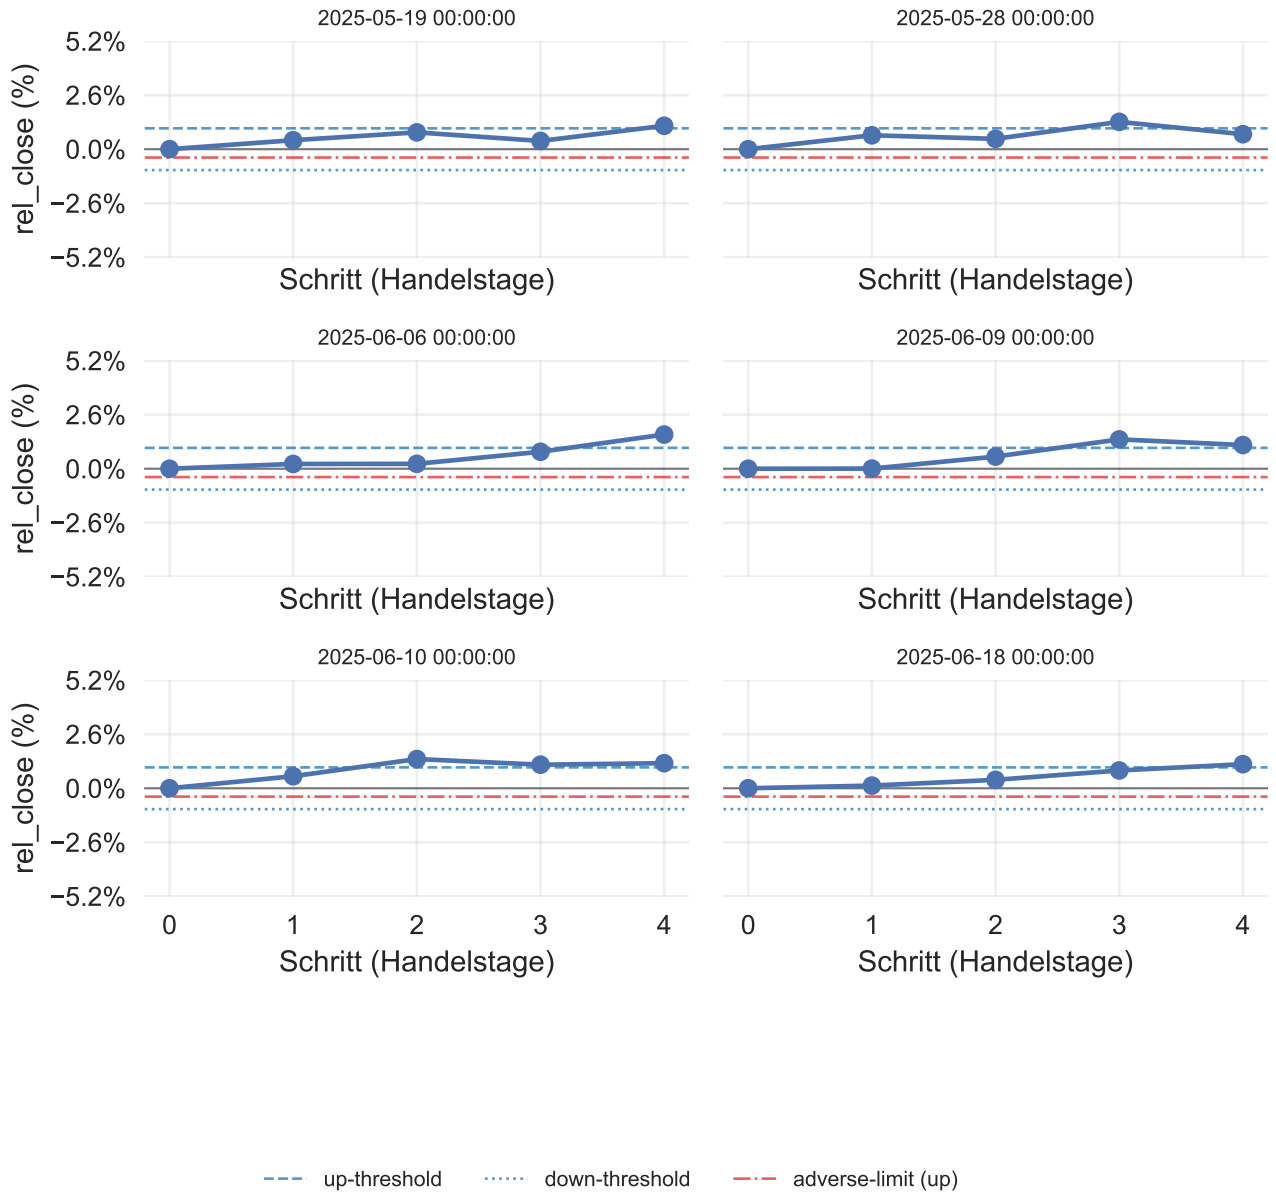 2025-05-19 00:00:00
2025-05-28 00:00:00
5.2%
2.6%
0.0%
−2.6%
−5.2%
rel_close (%)
Schritt (Handelstage)
Schritt (Handelstage)
2025-06-06 00:00:00
2025-06-09 00:00:00
5.2%
2.6%
0.0%
−2.6%
−5.2%
rel_close (%)
Schritt (Handelstage)
Schritt (Handelstage)
2025-06-10 00:00:00
2025-06-18 00:00:00
5.2%
2.6%
0.0%
−2.6%
−5.2%
rel_close (%)
0 1 2 3 4
0 1 2 3 4
Schritt (Handelstage)
Schritt (Handelstage)
up-threshold
down-threshold
adverse-limit (up)